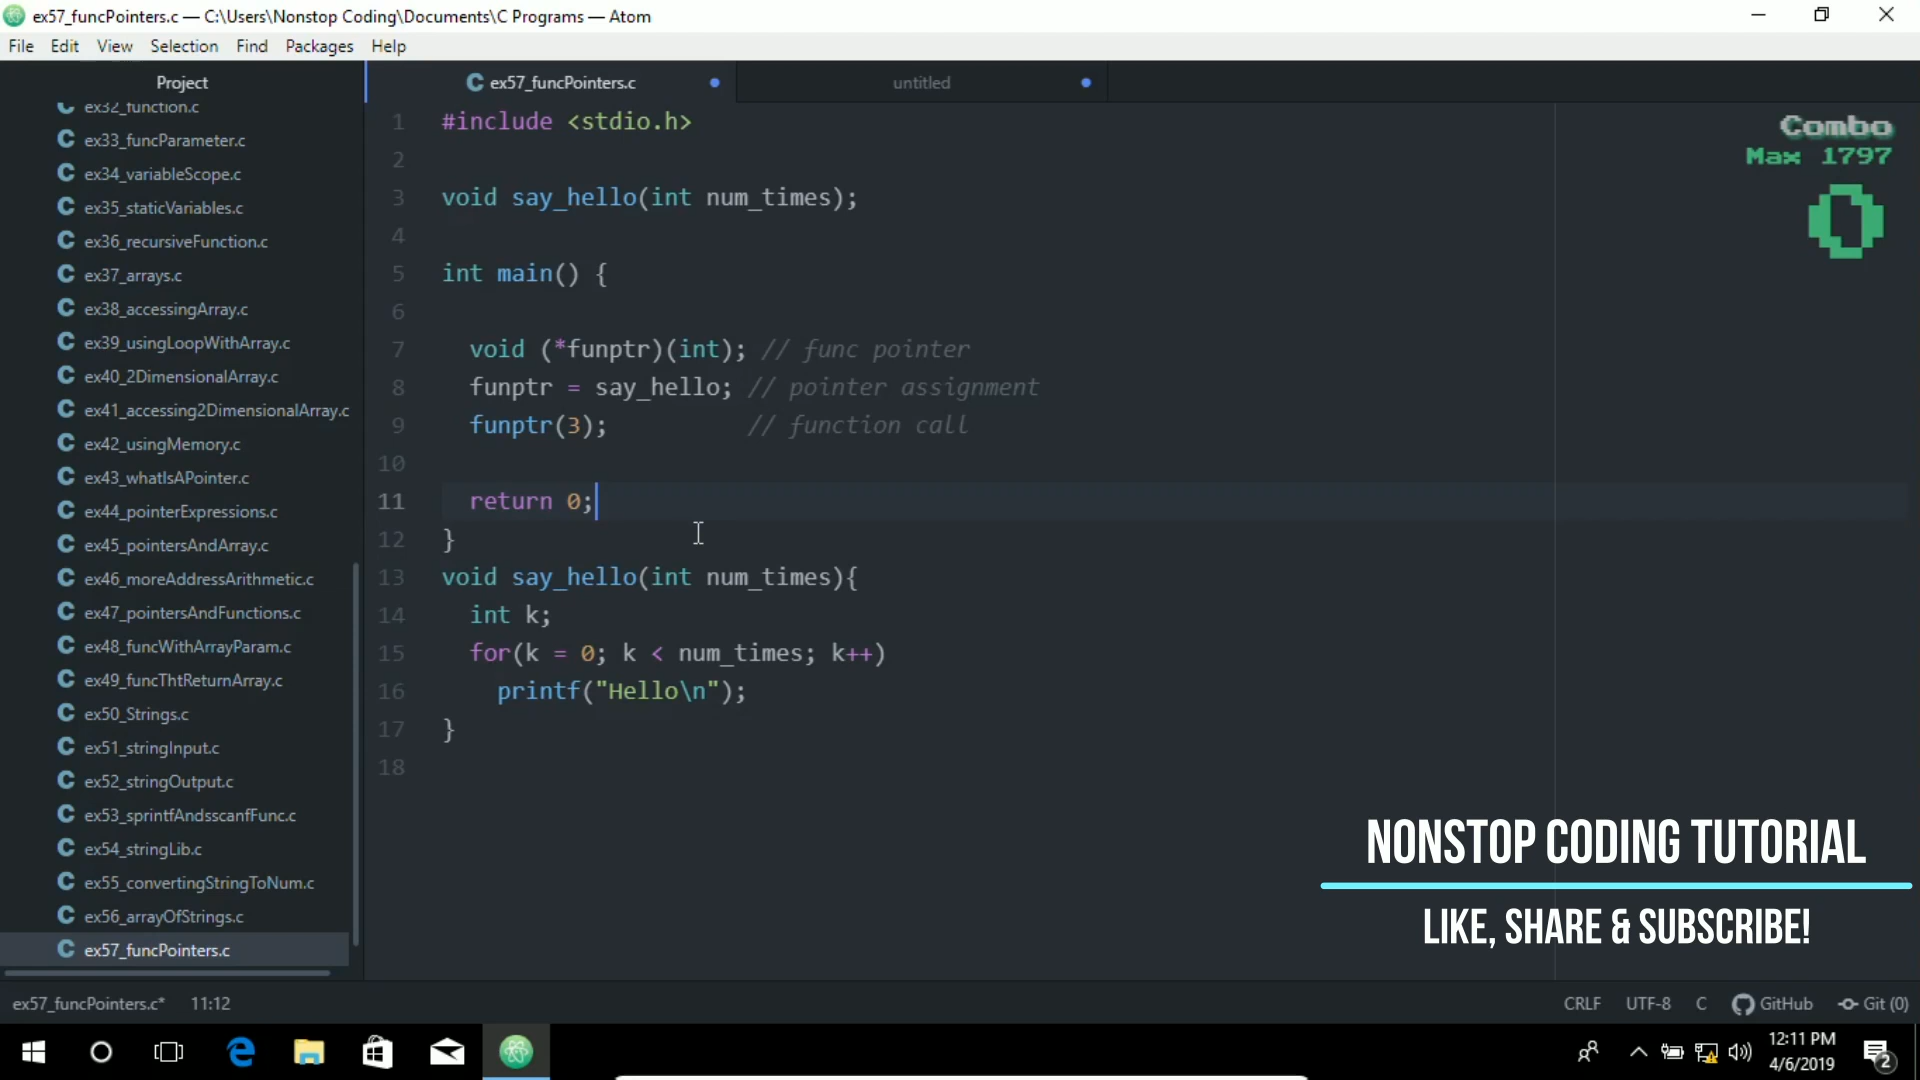 ex57_funcPointers.c — C:\Users\Nonstop Coding\Documents\C Programs — Atom
File Edit View Selection Find Packages Help
Project
ex32_function.c
ex33_funcParameter.c
ex34_variableScope.c
ex35_staticVariables.c
ex36_recursiveFunction.c
ex37_arrays.c
ex38_accessingArray.c
ex39_usingLoopWithArray.c
ex40_2DimensionalArray.c
ex41_accessing2DimensionalArray.c
ex42_usingMemory.c
ex43_whatIsAPointer.c
ex44_pointerExpressions.c
ex45_pointersAndArray.c
ex46_moreAddressArithmetic.c
ex47_pointersAndFunctions.c
ex48_funcWithArrayParam.c
ex49_funcThtReturnArray.c
ex50_Strings.c
ex51_stringInput.c
ex52_stringOutput.c
ex53_sprintfAndsscanfFunc.c
ex54_stringLib.c
ex55_convertingStringToNum.c
ex56_arrayOfStrings.c
ex57_funcPointers.c
ex57_funcPointers.c untitled
1 #include <stdio.h>
2
3 void say_hello(int num_times);
4
5 int main() {
6
7 void (*funptr)(int); // func pointer
8 funptr = say_hello; // pointer assignment
9 funptr(3); // function call
10
11 return 0;
12 }
13 void say_hello(int num_times){
14 int k;
15 for(k = 0; k < num_times; k++)
16 printf("Hello\n");
17 }
18
Combo
Max 1797
0
NONSTOP CODING TUTORIAL
LIKE, SHARE & SUBSCRIBE!
ex57_funcPointers.c* 11:12 CRLF UTF-8 C GitHub Git (0)
12:11 PM
4/6/2019
2